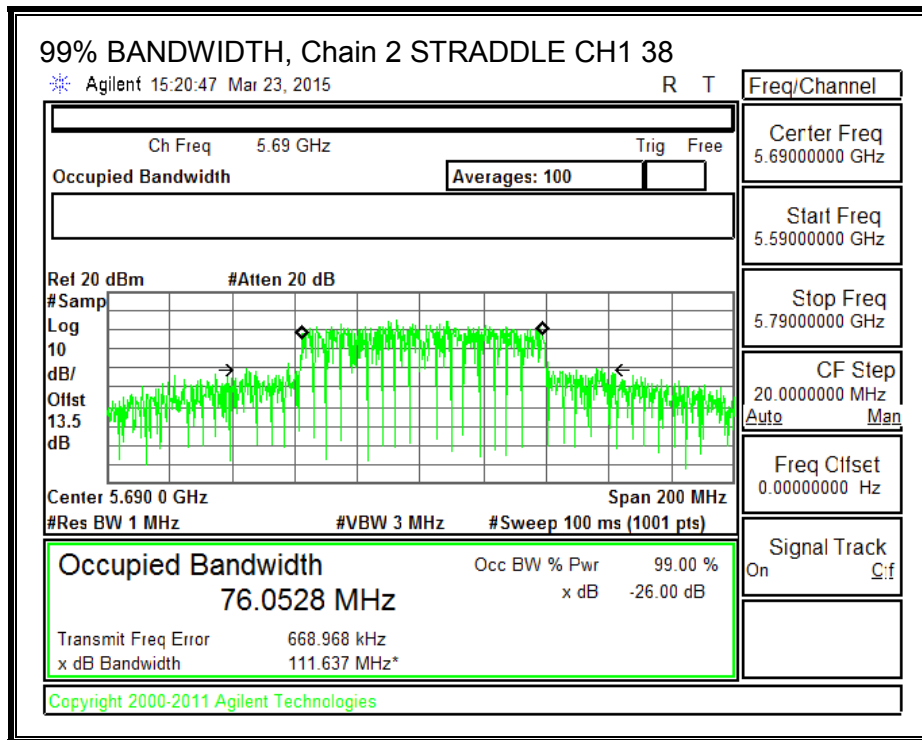 99% BANDWIDTH, Chain 2 STRADDLE CH1 38
Agilent 15:20:47 Mar 23, 2015 R T
Freq/Channel
Ch Freq 5.69 GHz Trig Free
Occupied Bandwidth Averages: 100
Center Freq
5.69000000 GHz
Start Freq
5.59000000 GHz
Stop Freq
5.79000000 GHz
CF Step
20.0000000 MHz
Auto Man
Freq Offset
0.00000000 Hz
Signal Track
On Off
Ref 20 dBm #Atten 20 dB
#Samp
Log
10
dB/
Offst
13.5
dB
Center 5.690 0 GHz Span 200 MHz
#Res BW 1 MHz #VBW 3 MHz #Sweep 100 ms (1001 pts)
Occupied Bandwidth
76.0528 MHz
Occ BW % Pwr 99.00 %
x dB -26.00 dB
Transmit Freq Error 668.968 kHz
x dB Bandwidth 111.637 MHz*
Copyright 2000-2011 Agilent Technologies